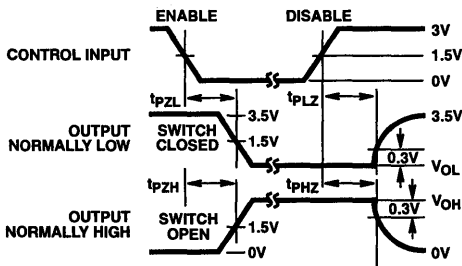 ENABLE DISABLE
3V
CONTROL INPUT 1.5V
0V
tPZL tPLZ
3.5V 3.5V
OUTPUT NORMALLY LOW
SWITCH CLOSED
1.5V
0.3V
VOL
tPZH tPHZ
VOH
0.3V
OUTPUT NORMALLY HIGH
SWITCH OPEN
1.5V
0V 0V